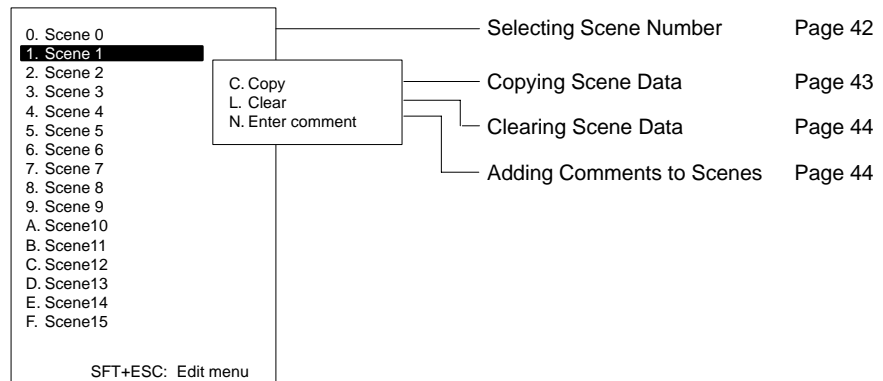 0. Scene 0
1. Scene 1
2. Scene 2
3. Scene 3
4. Scene 4
5. Scene 5
6. Scene 6
7. Scene 7
8. Scene 8
9. Scene 9
A. Scene10
B. Scene11
C. Scene12
D. Scene13
E. Scene14
F. Scene15
SFT+ESC: Edit menu
C. Copy
L. Clear
N. Enter comment
Selecting Scene Number Page 42
Copying Scene Data Page 43
Clearing Scene Data Page 44
Adding Comments to Scenes Page 44